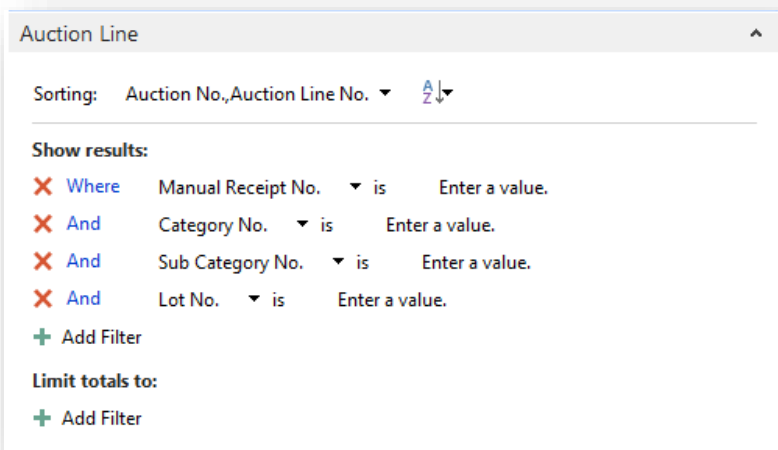 Auction Line
Sorting: Auction No.,Auction Line No. A Z
Show results:
Where Manual Receipt No. is Enter a value.
And Category No. is Enter a value.
And Sub Category No. is Enter a value.
And Lot No. is Enter a value.
Add Filter
Limit totals to:
Add Filter